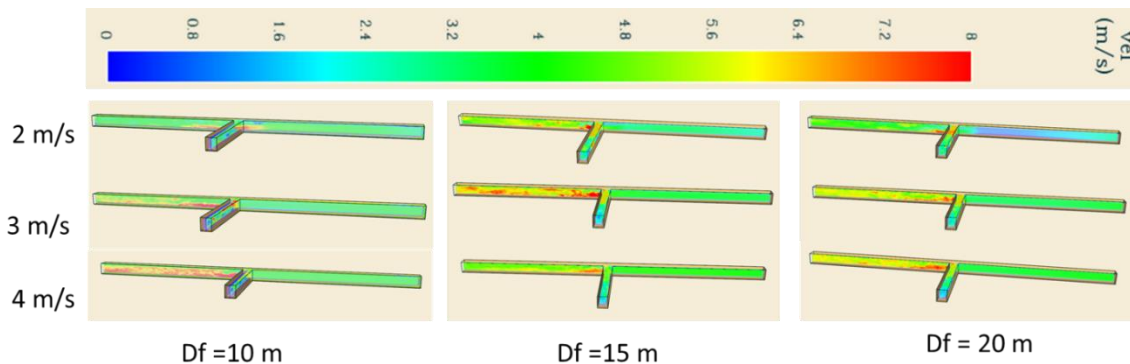 0 0.8 1.6 2.4 3.2 4 4.8 5.6 6.4 7.2 8
Vel
(m/s)
2 m/s
3 m/s
4 m/s
Df =10 m
Df =15 m
Df = 20 m